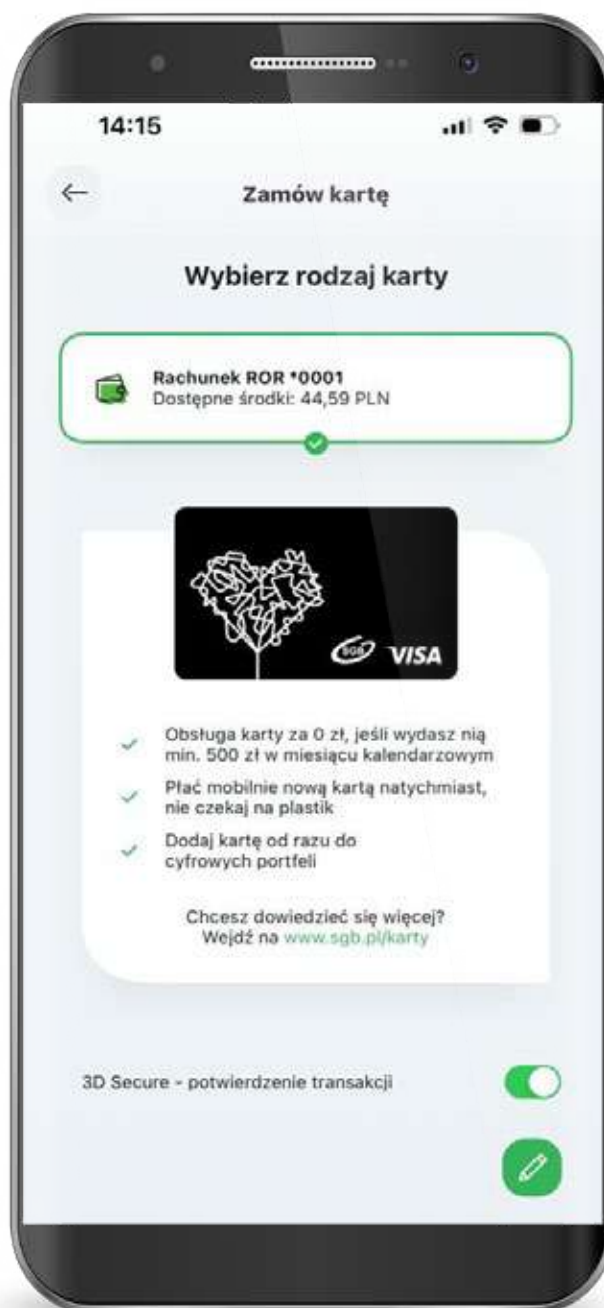 14:15
Zamów kartę
Wybierz rodzaj karty
Rachunek ROR *0001
Dostępne środki: 44,59 PLN
SGB VISA
Obsługa karty za 0 zł, jeśli wydasz nią
min. 500 zł w miesiącu kalendarzowym
Płać mobilnie nową kartą natychmiast,
nie czekaj na plastik
Dodaj kartę od razu do
cyfrowych portfeli
Chcesz dowiedzieć się więcej?
Wejdź na www.sgb.pl/karty
3D Secure - potwierdzenie transakcji